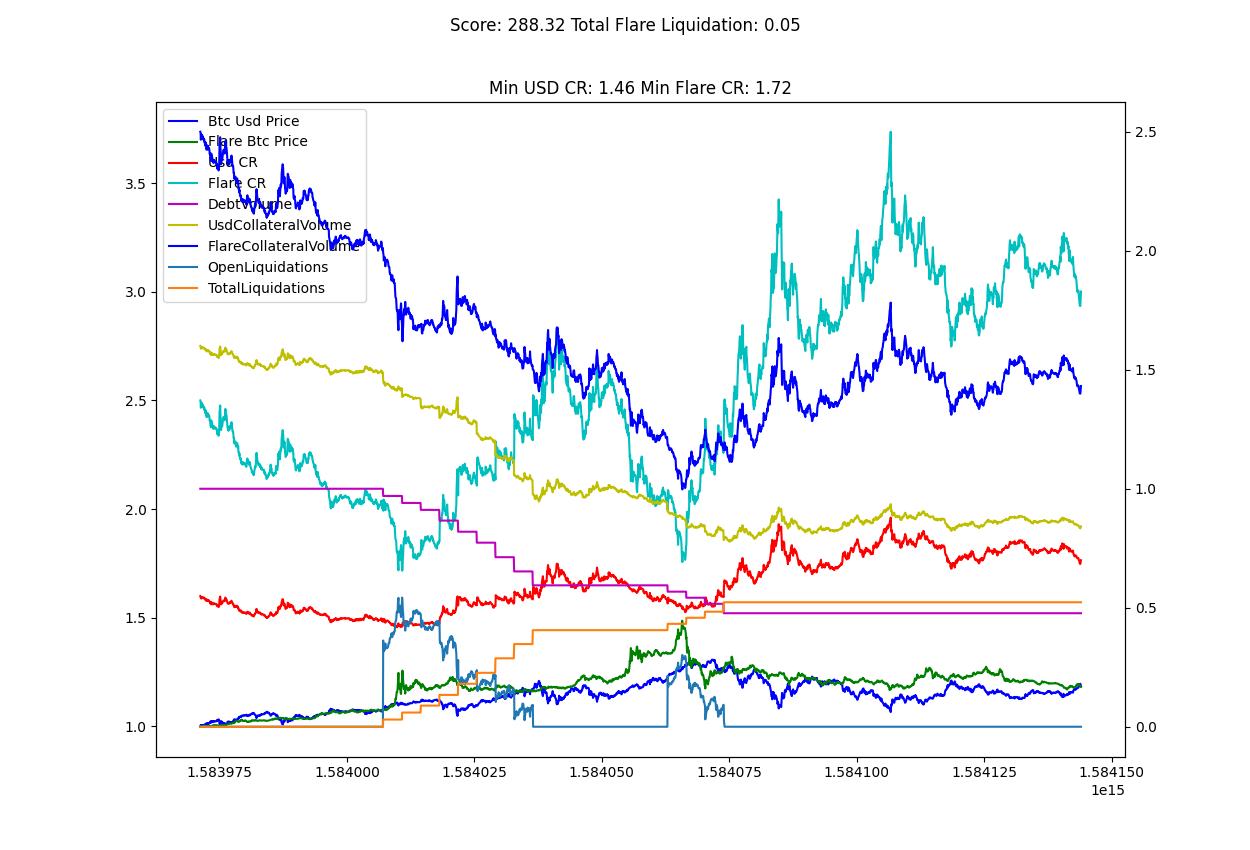 Score: 288.32 Total Flare Liquidation: 0.05
Min USD CR: 1.46 Min Flare CR: 1.72
Btc Usd Price
Flare Btc Price
Usd CR
Flare CR
DebtVolume
UsdCollateralVolume
FlareCollateralVolume
OpenLiquidations
TotalLiquidations
3.5
3.0
2.5
2.0
1.5
1.0
2.5
2.0
1.5
1.0
0.5
0.0
1.583975
1.584000
1.584025
1.584050
1.584075
1.584100
1.584125
1.584150
1e15